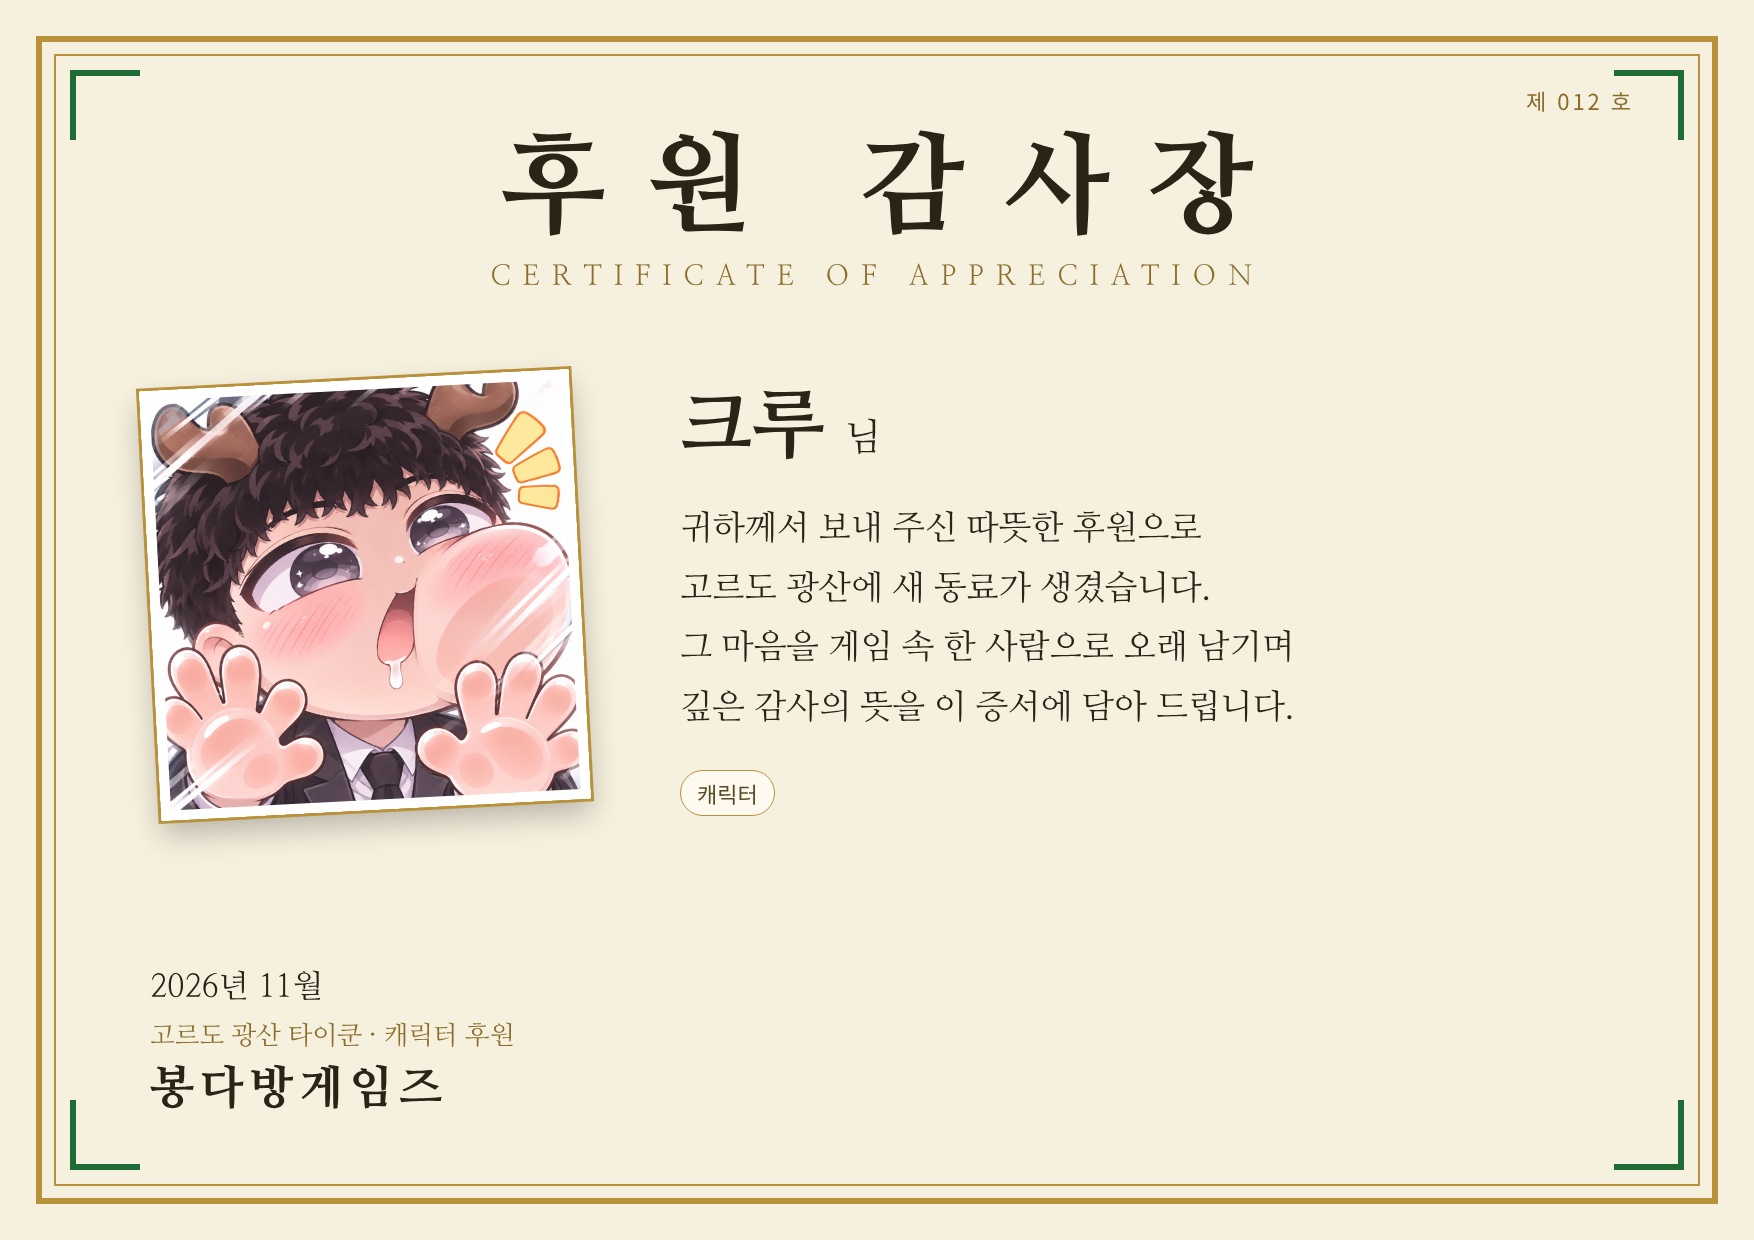 제 012 호
후원 감사장
CERTIFICATE OF APPRECIATION
크루 님
귀하께서 보내 주신 따뜻한 후원으로
고르도 광산에 새 동료가 생겼습니다.
그 마음을 게임 속 한 사람으로 오래 남기며
깊은 감사의 뜻을 이 증서에 담아 드립니다.
캐릭터
2026년 11월
고르도 광산 타이쿤 · 캐릭터 후원
봉다방게임즈